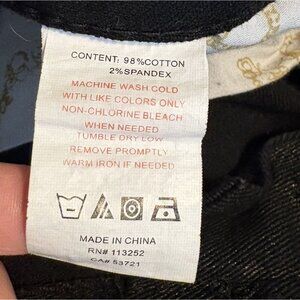 CONTENT: 98%COTTON
2%SPANDEX
MACHINE WASH COLD
WITH LIKE COLORS ONLY
NON-CHLORINE BLEACH
WHEN NEEDED
TUMBLE DRY LOW
REMOVE PROMPTLY
WARM IRON IF NEEDED
MADE IN CHINA
RN# 113252
CA# 53721